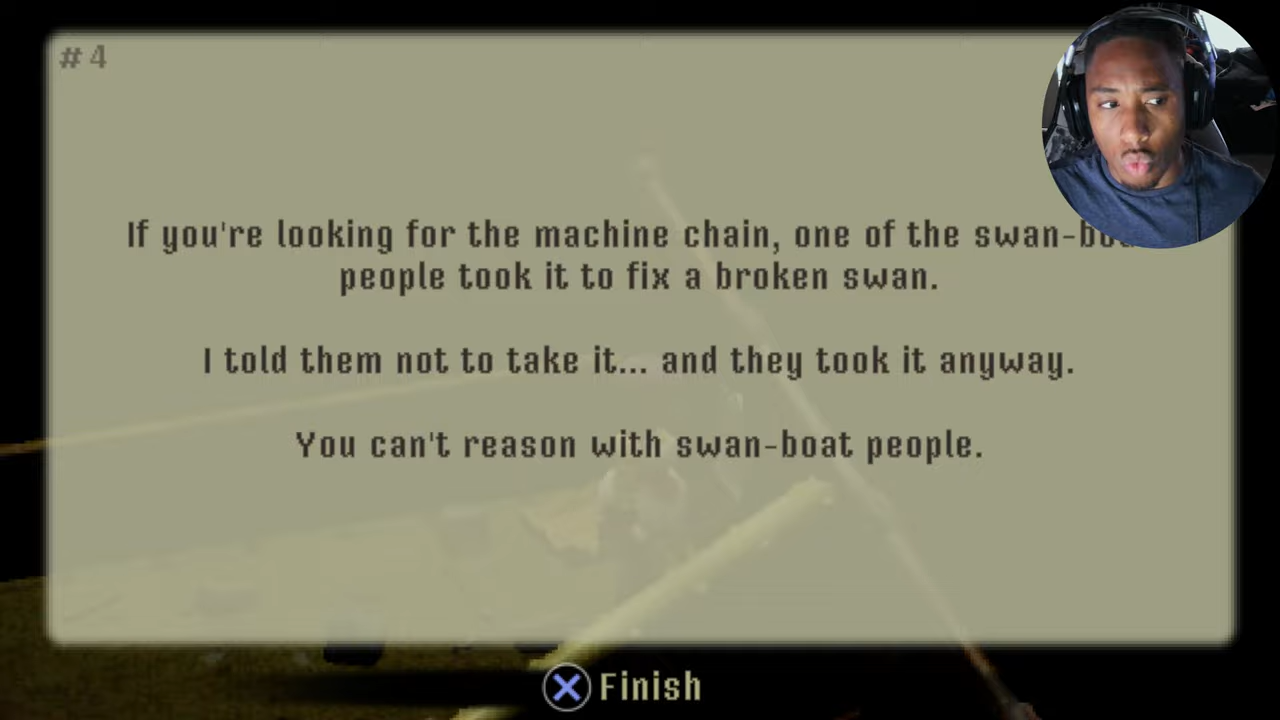 # 4
If you're looking for the machine chain, one of the
people took it to fix a broken swan.
I told them not to take it... and they took it anyway.
You can't reason with swan-boat people.
Finish